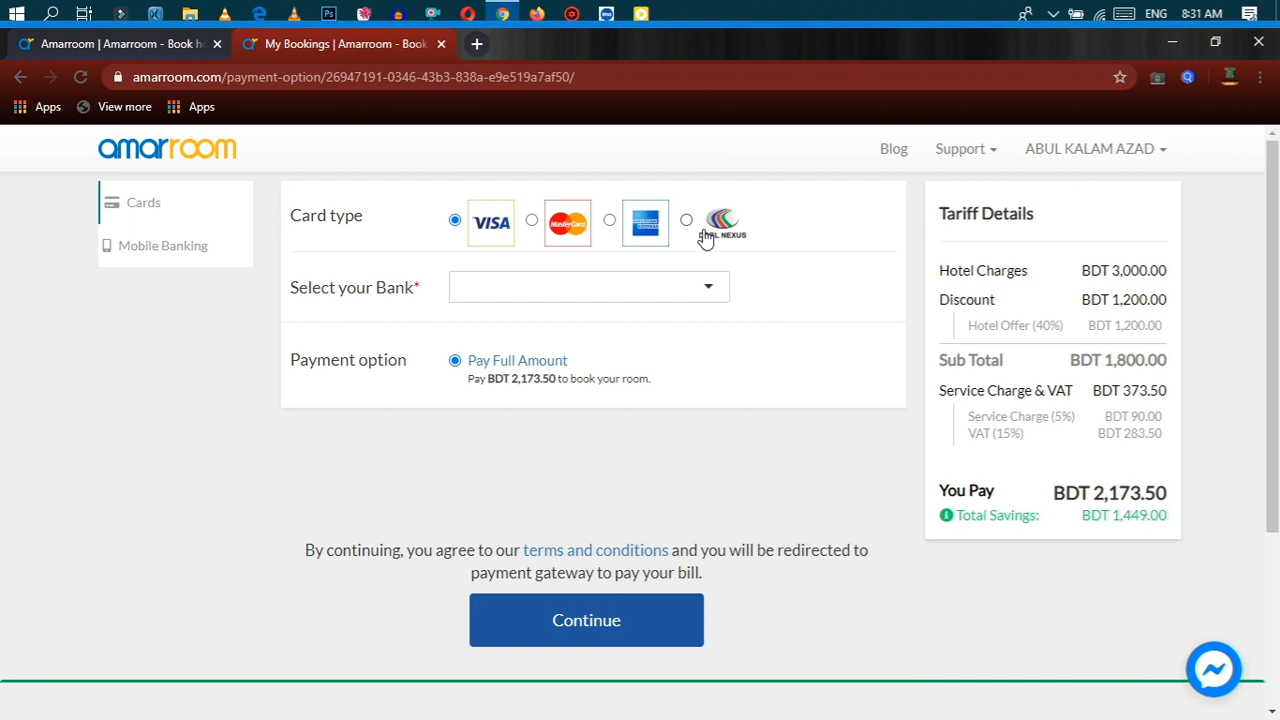 ENG 8:31 AM
Amarroom | Amarroom - Book h
My Bookings | Amarroom - Book
amarroom.com/payment-option/26947191-0346-43b3-838a-e9e519a7af50/
Apps View more Apps
amarroom
Blog Support ABUL KALAM AZAD
Cards
Mobile Banking
Card type
VISA
MasterCard
AMERICAN EXPRESS
NEXUS
Select your Bank*
Payment option
Pay Full Amount
Pay BDT 2,173.50 to book your room.
Tariff Details
Hotel Charges BDT 3,000.00
Discount BDT 1,200.00
Hotel Offer (40%) BDT 1,200.00
Sub Total BDT 1,800.00
Service Charge & VAT BDT 373.50
Service Charge (5%) BDT 90.00
VAT (15%) BDT 283.50
You Pay BDT 2,173.50
Total Savings: BDT 1,449.00
By continuing, you agree to our terms and conditions and you will be redirected to
payment gateway to pay your bill.
Continue